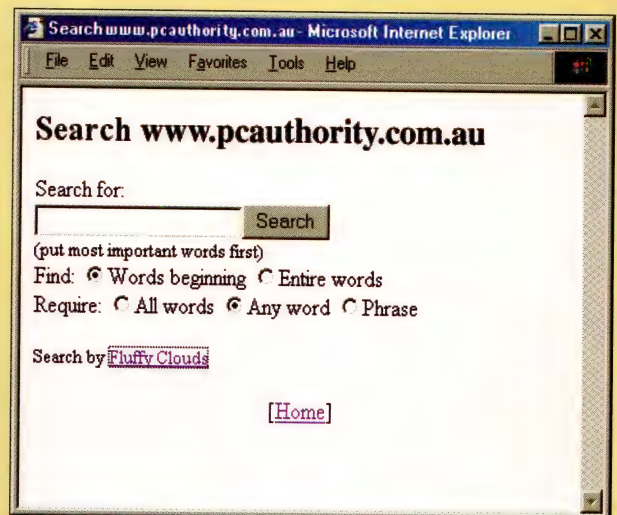 Search www.pcauthority.com.au - Microsoft Internet Explorer
File Edit View Favorites Tools Help
Search www.pcauthority.com.au
Search for:
Search
(put most important words first)
Find: Words beginning Entire words
Require: All words Any word Phrase
Search by Fluffy Clouds
[Home]